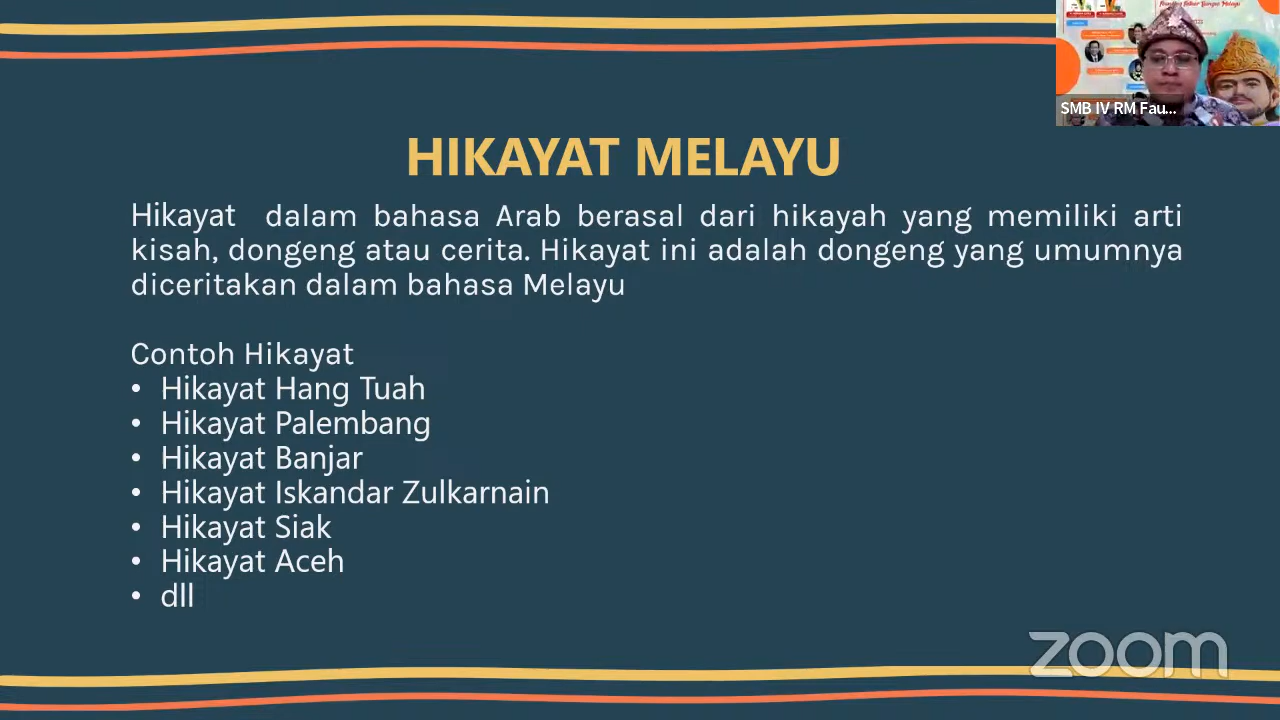 SMB IV RM Fau...
HIKAYAT MELAYU
Hikayat dalam bahasa Arab berasal dari hikayah yang memiliki arti
kisah, dongeng atau cerita. Hikayat ini adalah dongeng yang umumnya
diceritakan dalam bahasa Melayu
Contoh Hikayat
• Hikayat Hang Tuah
• Hikayat Palembang
• Hikayat Banjar
• Hikayat Iskandar Zulkarnain
• Hikayat Siak
• Hikayat Aceh
• dll
zoom